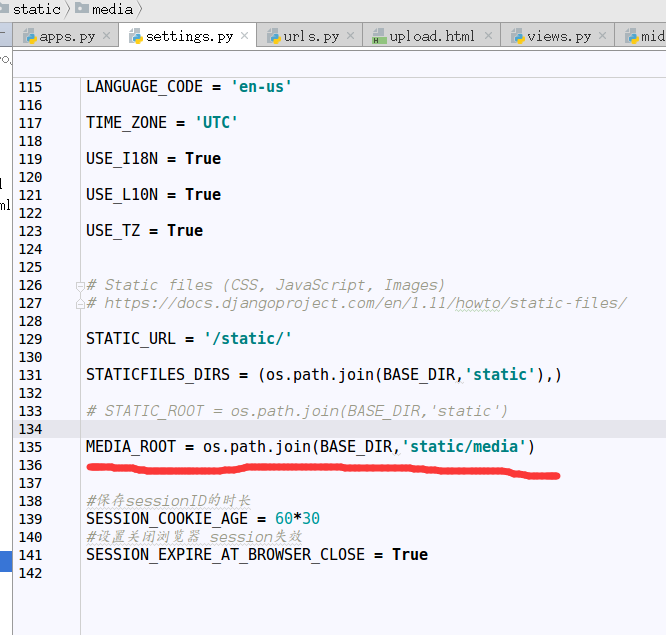 static media
apps.py settings.py urls.py upload.html views.py mid
115 LANGUAGE_CODE = 'en-us'
116
117 TIME_ZONE = 'UTC'
118
119 USE_I18N = True
120
121 USE_L10N = True
122
123 USE_TZ = True
124
125
126 # Static files (CSS, JavaScript, Images)
127 # https://docs.djangoproject.com/en/1.11/howto/static-files/
128
129 STATIC_URL = '/static/'
130
131 STATICFILES_DIRS = (os.path.join(BASE_DIR,'static'),)
132
133 # STATIC_ROOT = os.path.join(BASE_DIR,'static')
134
135 MEDIA_ROOT = os.path.join(BASE_DIR,'static/media')
136
137
138 #保存sessionID的时长
139 SESSION_COOKIE_AGE = 60*30
140 #设置关闭浏览器 session失效
141 SESSION_EXPIRE_AT_BROWSER_CLOSE = True
142